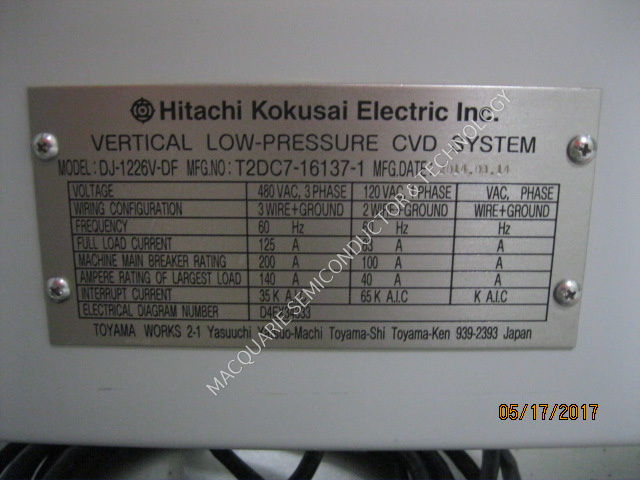 Hitachi Kokusai Electric Inc.
VERTICAL LOW-PRESSURE CVD SYSTEM
MODEL: DJ-1226V-DF MFG.NO: T2DC7-16137-1 MFG.DATE:
VOLTAGE 480 VAC, 3 PHASE 120 VAC, PHASE VAC, PHASE
WIRING CONFIGURATION 3 WIRE+GROUND 2 WIRE+GROUND WIRE+GROUND
FREQUENCY 60 Hz Hz Hz
FULL LOAD CURRENT 125 A A A
MACHINE MAIN BREAKER RATING 200 A 100 A A
AMPERE RATING OF LARGEST LOAD 140 A 40 A A
INTERRUPT CURRENT 35 K A.I.C 65 K A.I.C K A.I.C
ELECTRICAL DIAGRAM NUMBER
TOYAMA WORKS 2-1 Yasuuchi Toyama-Shi Toyama-Ken 939-2393 Japan
MACQUARIE SEMICONDUCTOR & TECHNOLOGY
05/17/2017